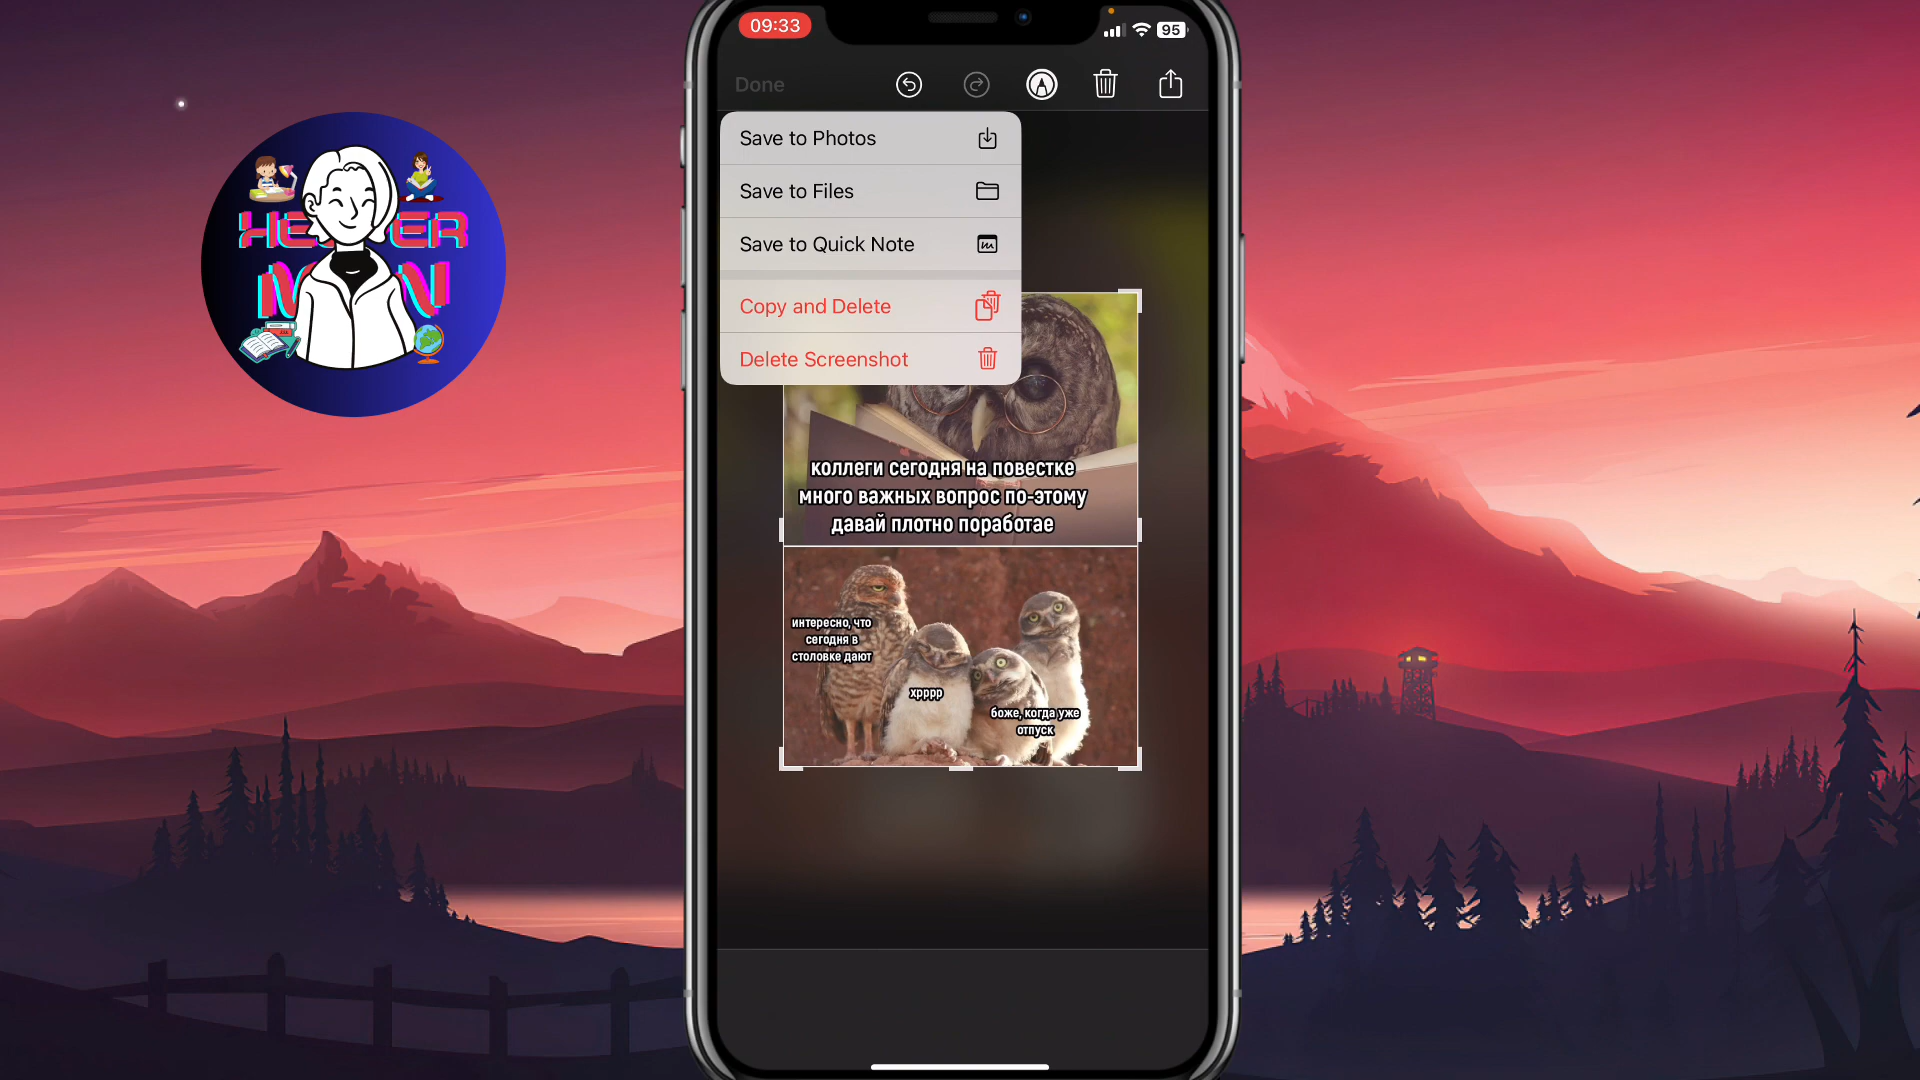 09:33
95
Done
Save to Photos
Save to Files
Save to Quick Note
Copy and Delete
Delete Screenshot
коллеги сегодня на повестке
много важных вопрос по-этому
давай плотно поработае
интересно, что
сегодня в
столовке дают
хрррр
боже, когда уже
отпуск